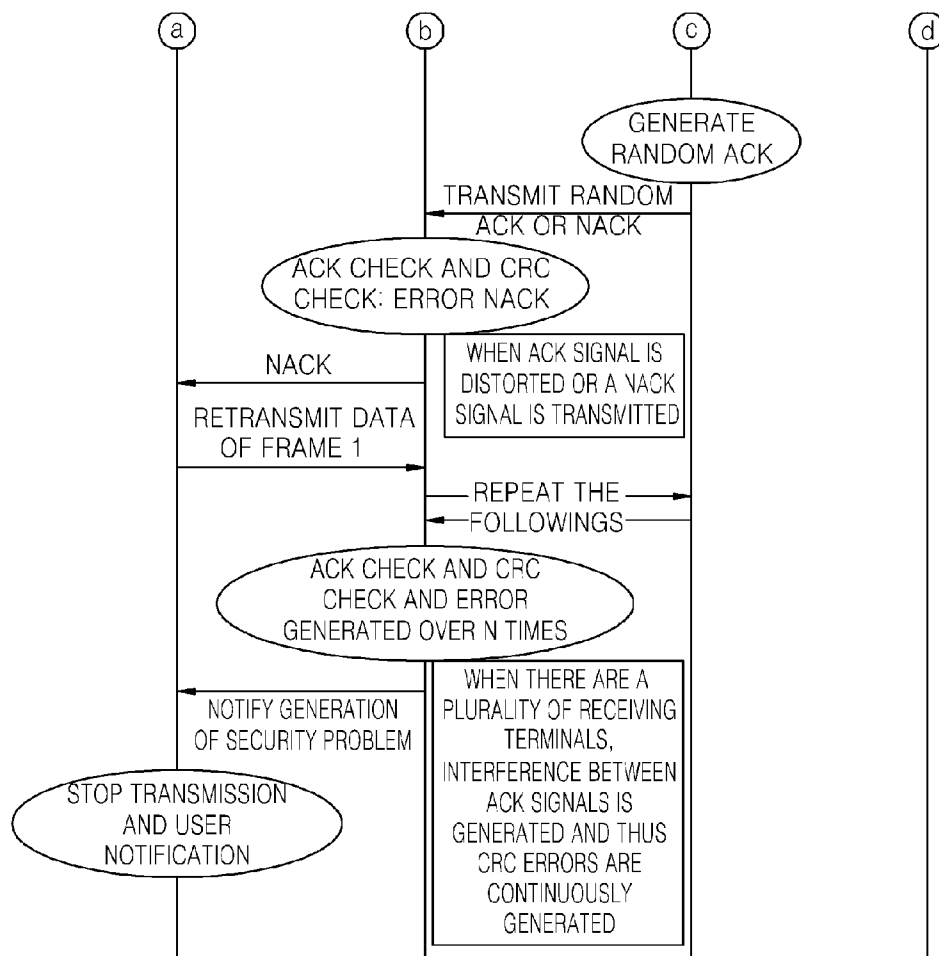 a
b
c
d
GENERATE
RANDOM ACK
TRANSMIT RANDOM
ACK OR NACK
ACK CHECK AND CRC
CHECK: ERROR NACK
WHEN ACK SIGNAL IS
DISTORTED OR A NACK
SIGNAL IS TRANSMITTED
NACK
RETRANSMIT DATA
OF FRAME 1
REPEAT THE
FOLLOWINGS
ACK CHECK AND CRC
CHECK AND ERROR
GENERATED OVER N TIMES
WHEN THERE ARE A
PLURALITY OF RECEIVING
TERMINALS,
INTERFERENCE BETWEEN
ACK SIGNALS IS
GENERATED AND THUS
CRC ERRORS ARE
CONTINUOUSLY
GENERATED
NOTIFY GENERATION
OF SECURITY PROBLEM
STOP TRANSMISSION
AND USER
NOTIFICATION